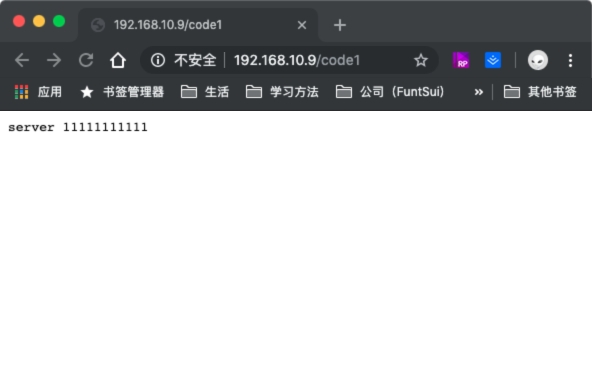 192.168.10.9/code1
不安全 192.168.10.9/code1 RP
应用 书签管理器 生活 学习方法 公司（FuntSui） » 其他书签
server 11111111111